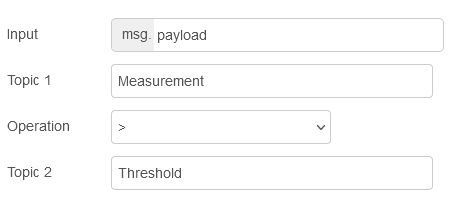 Input msg. payload
Topic 1 Measurement
Operation >
Topic 2 Threshold